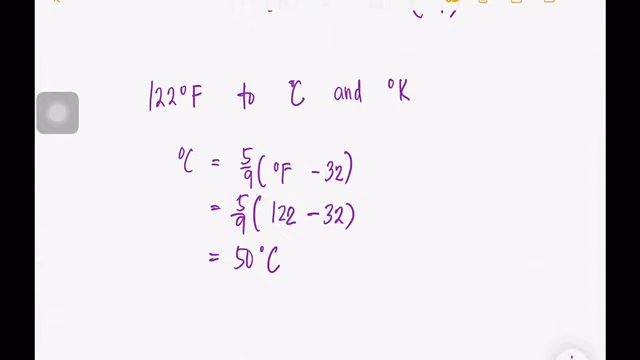 122°F to °C and °K
°C = 5/9 (°F - 32)
= 5/9 (122 - 32)
= 50°C